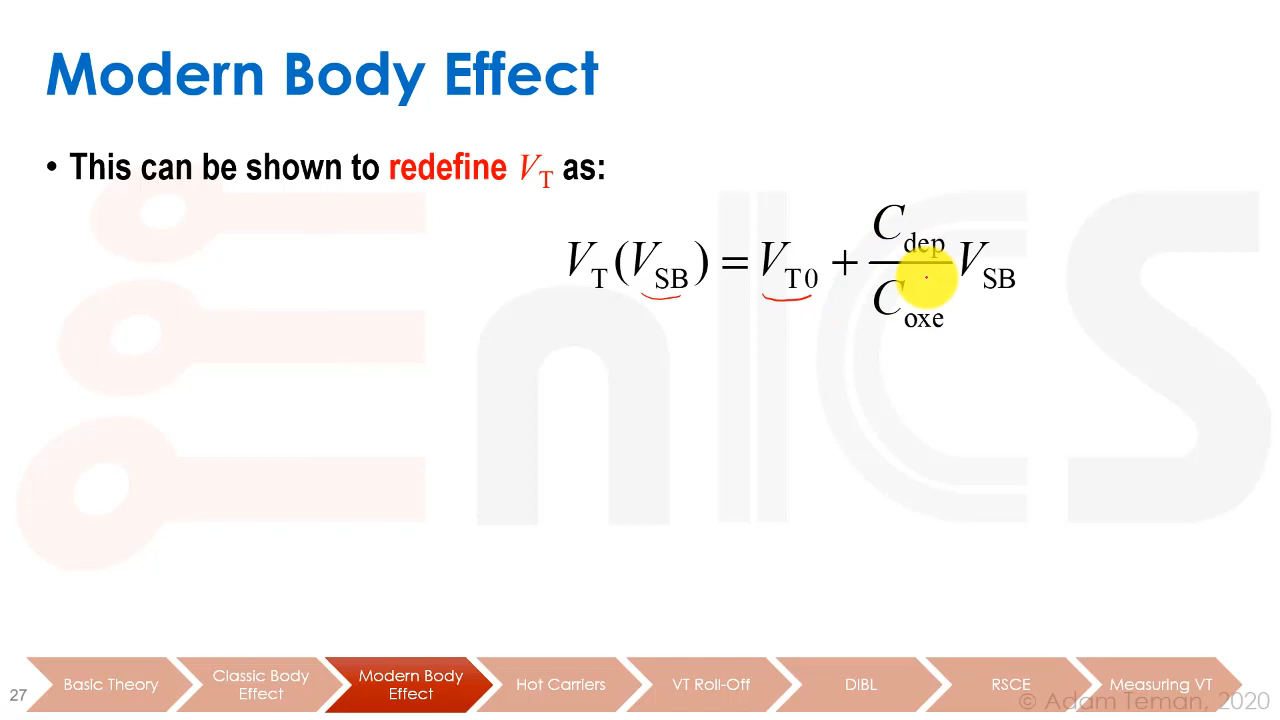 Modern Body Effect
• This can be shown to redefine V_T as:
V_T(V_SB) = V_T0 + C_dep/C_oxe V_SB
ENICS
27
Basic Theory
Classic Body
Effect
Modern Body
Effect
Hot Carriers
VT Roll-Off
DIBL
RSCE
Measuring VT
© Adam Teman, 2020